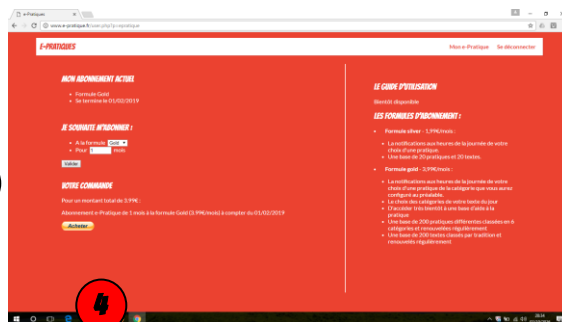 e-Pratiques
www.e-pratique.fr/vue.php?p=epratique
E-PRATIQUES
Mon e-Pratique Se déconnecter
MON ABONNEMENT ACTUEL
Formule Gold
Se termine le 01/02/2019
JE SOUHAITE M'ABONNER :
A la formule Gold
Pour 1 mois
Valider
VOTRE COMMANDE
Pour un montant total de 3.99€ :
Abonnement e-Pratique de 1 mois à la formule Gold (3.99€/mois) à compter du 01/02/2019
Acheter
LE GUIDE D'UTILISATION
Bientôt disponible
LES FORMULES D'ABONNEMENT :
Formule silver - 1,99€/mois :
La notifications aux heures de la journée de votre
choix d'une pratique.
Une base de 20 pratiques et 20 textes.
Formule gold - 3,99€/mois :
La notifications aux heures de la journée de votre
choix d'une pratique de la catégorie que vous aurez
configuré au préalable.
Le choix des catégories de votre texte du jour
D'accéder très bientôt à une base d'aide à la
pratique
Une base de 200 pratiques différentes classées en 6
catégories et renouvelées régulièrement
Une base de 200 textes classés par tradition et
renouvelés régulièrement
4